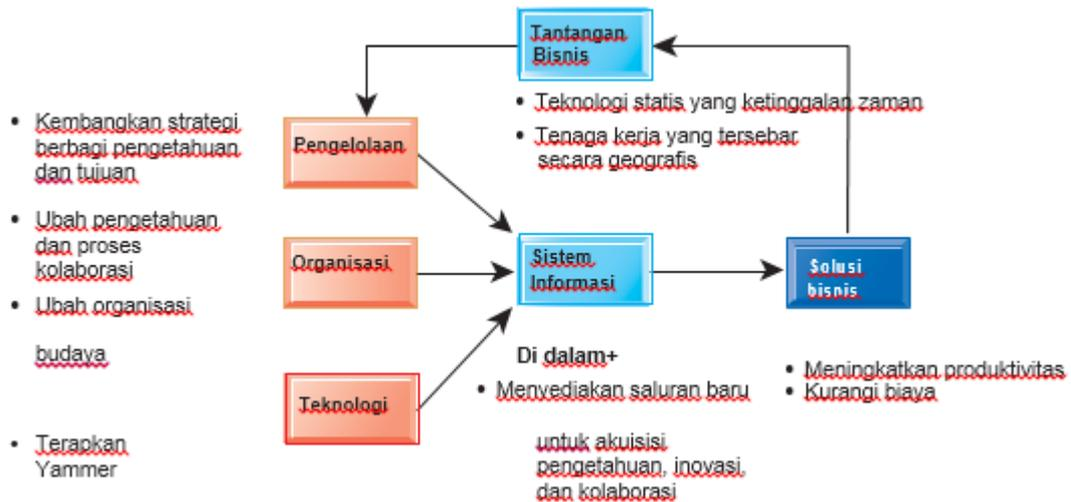 Tantangan
Bisnis
• Teknologi statis yang ketinggalan zaman
• Tenaga kerja yang tersebar
secara geografis
• Kembangkan strategi
berbagi pengetahuan
dan tujuan
Pengelolaan
• Ubah pengetahuan
dan proses
kolaborasi
Organisasi
• Ubah organisasi
budaya
Teknologi
• Terapkan
Yammer
Sistem
Informasi
Di dalam+
• Menyediakan saluran baru
untuk akuisisi
pengetahuan, inovasi,
dan kolaborasi
Solusi
bisnis
• Meningkatkan produktivitas
• Kurangi biaya